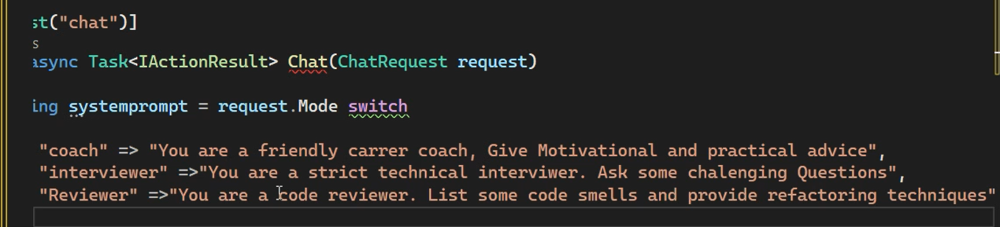 st("chat")]
s
async Task<IActionResult> Chat(ChatRequest request)
ing systemprompt = request.Mode switch
"coach" => "You are a friendly carrer coach, Give Motivational and practical advice",
"interviewer" =>"You are a strict technical interviwer. Ask some chalenging Questions",
"Reviewer" =>"You are a code reviewer. List some code smells and provide refactoring techniques"